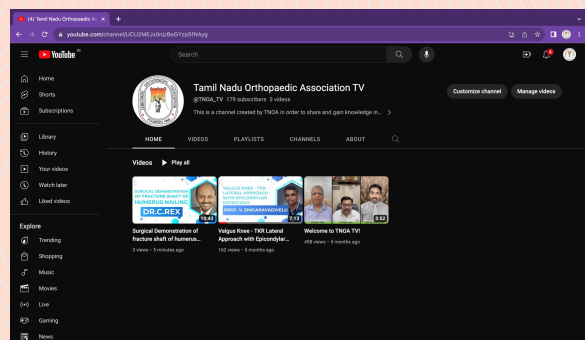 (4) Tamil Nadu Orthopaedic As
youtube.com/channel/UCU2MEJx0njzBoGYzpSfNAyg
YouTube IN
Search
4
Home
Shorts
Subscriptions
Library
History
Your videos
Watch later
Liked videos
Explore
Trending
Shopping
Music
Movies
Live
Gaming
News
Tamil Nadu Orthopaedic Association TV
@TNOA_TV 179 subscribers 3 videos
This is a channel created by TNOA in order to share and gain knowledge in...
Customize channel
Manage videos
HOME
VIDEOS
PLAYLISTS
CHANNELS
ABOUT
Videos
Play all
SURGICAL DEMONSTRATION
OF FRACTURE SHAFT OF
HUMERUS NAILING
DR.C.REX
10:43
Surgical Demonstration of
fracture shaft of humerus...
3 views • 5 minutes ago
VALGUS KNEE - TKR
LATERAL APPROACH
WITH EPICONDYLAR
OSTEOTOMY
PROF. V. SINGARAVADIVELU
7:13
Valgus Knee - TKR Lateral
Approach with Epicondylar...
162 views • 5 months ago
3:52
Welcome to TNOA TV!
498 views • 5 months ago